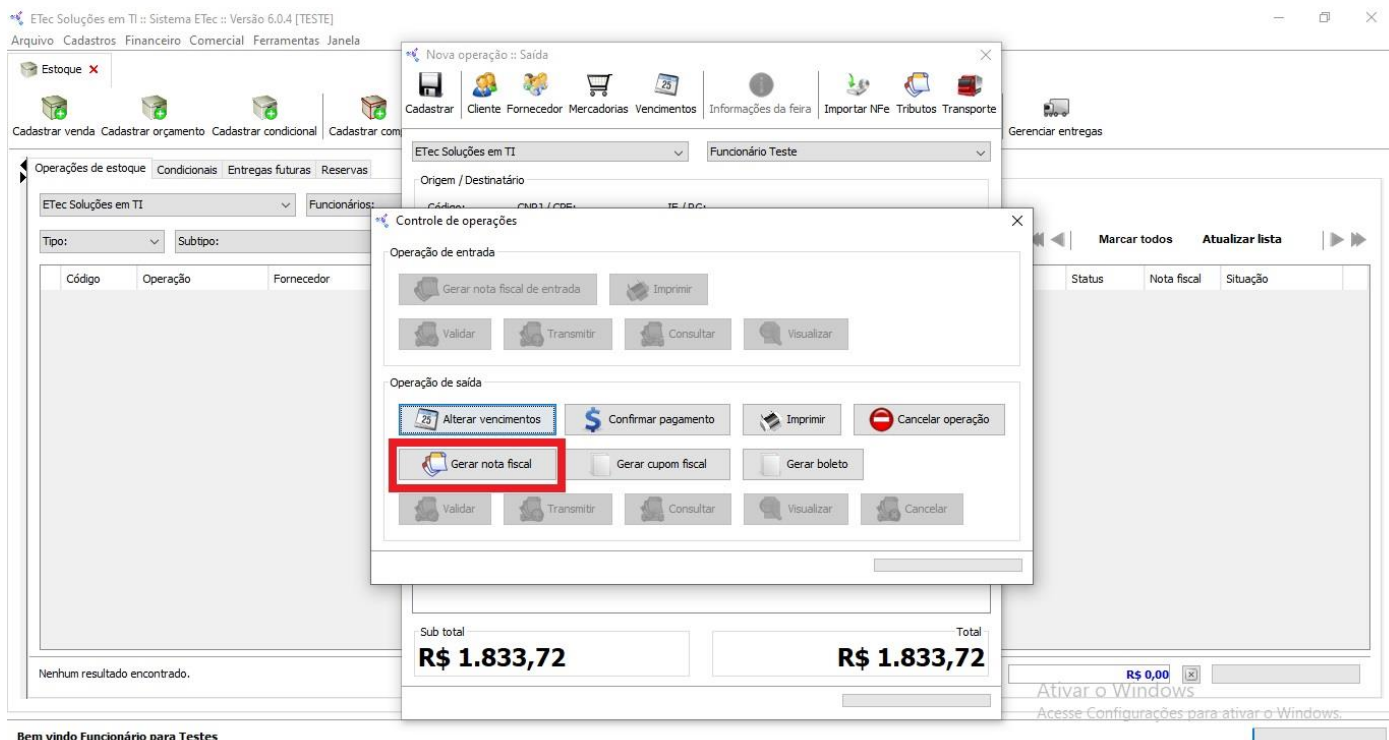 ETec Soluções em TI :: Sistema ETec :: Versão 6.0.4 [TESTE]
Arquivo Cadastros Financeiro Comercial Ferramentas Janela
Estoque
Cadastrar venda Cadastrar orçamento Cadastrar condicional Cadastrar com
Gerenciar entregas
Operações de estoque Condicionais Entregas futuras Reservas
ETec Soluções em TI Funcionários:
Tipo: Subtipo:
Marcar todos Atualizar lista
Código Operação Fornecedor
Status Nota fiscal Situação
Nova operação :: Saída
Cadastrar Cliente Fornecedor Mercadorias Vencimentos Informações da feira Importar NFe Tributos Transporte
ETec Soluções em TI Funcionário Teste
Origem / Destinatário
Código: CNPJ / CPF: IE / RG:
Controle de operações
Operação de entrada
Gerar nota fiscal de entrada Imprimir
Validar Transmitir Consultar Visualizar
Operação de saída
25 Alterar vencimentos Confirmar pagamento Imprimir Cancelar operação
Gerar nota fiscal Gerar cupom fiscal Gerar boleto
Validar Transmitir Consultar Visualizar Cancelar
Sub total Total
R$ 1.833,72 R$ 1.833,72
Nenhum resultado encontrado.
R$ 0,00
Ativar o Windows
Acesse Configurações para ativar o Windows.
Bem vindo Funcionário para Testes